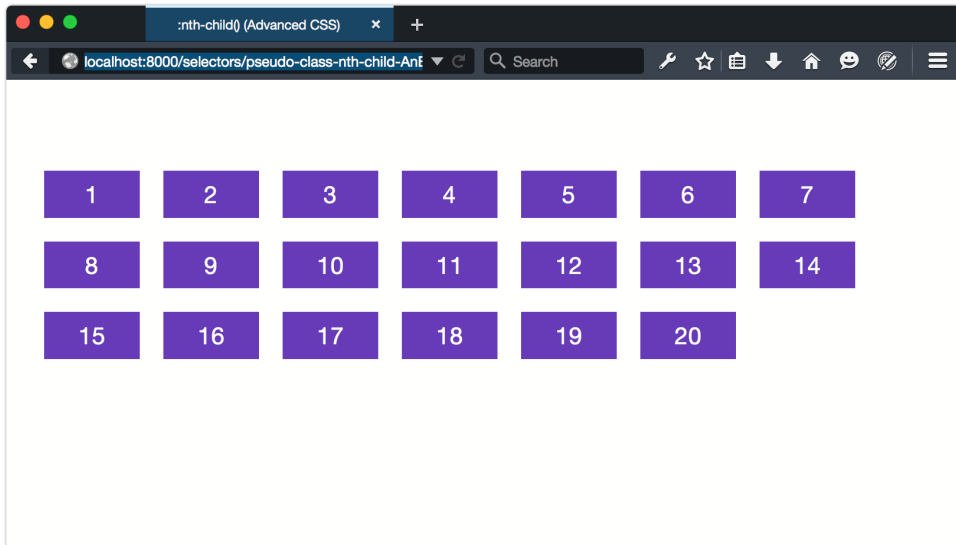 :nth-child() (Advanced CSS)
localhost:8000/selectors/pseudo-class-nth-child-An
Search
1 2 3 4 5 6 7
8 9 10 11 12 13 14
15 16 17 18 19 20